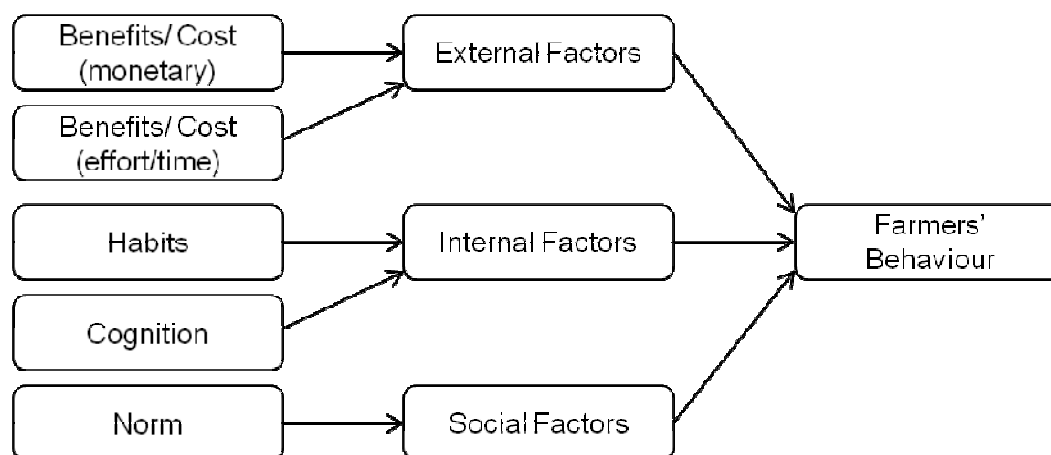 Benefits/ Cost
(monetary)
External Factors
Benefits/ Cost
(effort/time)
Habits
Internal Factors
Farmers’
Behaviour
Cognition
Norm
Social Factors